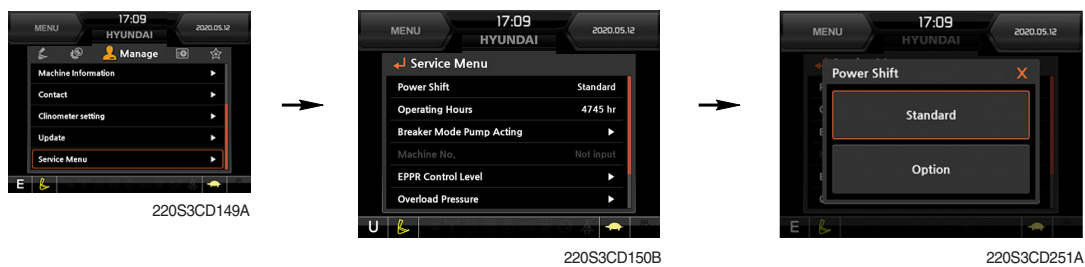 MENU
17:09
2020.05.12
HYUNDAI
Manage
Machine Information
Contact
Clinometer setting
Update
Service Menu
E
220S3CD149A
MENU
17:09
2020.05.12
HYUNDAI
Service Menu
Power Shift Standard
Operating Hours 4745 hr
Breaker Mode Pump Acting
Machine No. Not input
EPPR Control Level
Overload Pressure
U
220S3CD150B
MENU
17:09
2020.05.12
HYUNDAI
Power Shift X
Standard
Option
E
220S3CD251A